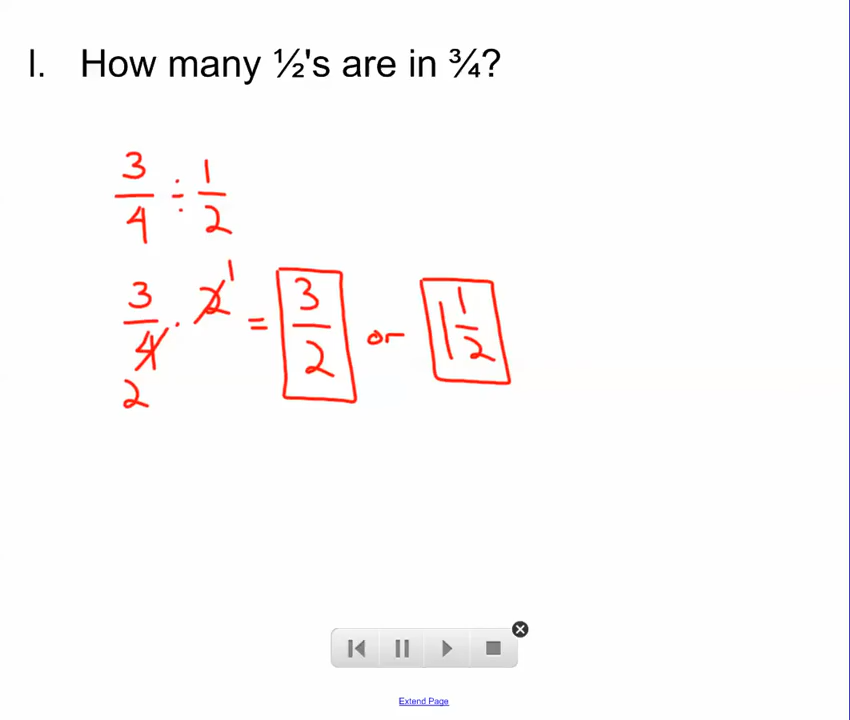 I. How many ½'s are in ¾?
3/4 ÷ 1/2
3/4 · 2 1 = 3/2 or 1 1/2
2
Extend Page